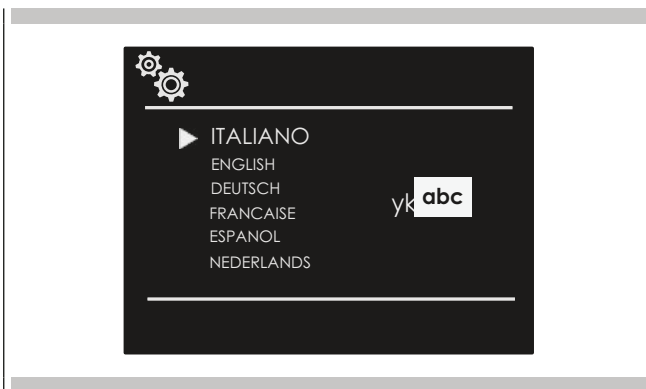 ITALIANO
ENGLISH
DEUTSCH
FRANCAISE
ESPANOL
NEDERLANDS
yk abc